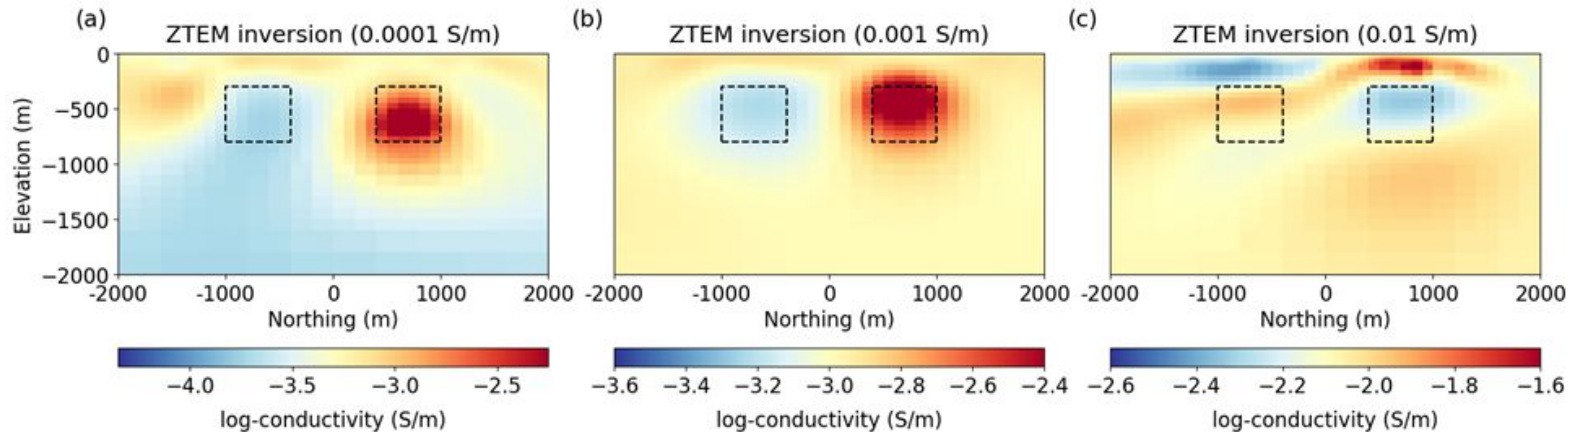 (a)
ZTEM inversion (0.0001 S/m)
(b)
ZTEM inversion (0.001 S/m)
(c)
ZTEM inversion (0.01 S/m)
Elevation (m)
0
−500
−1000
−1500
−2000
-2000 -1000 0 1000 2000
-2000 -1000 0 1000 2000
-2000 -1000 0 1000 2000
Northing (m)
Northing (m)
Northing (m)
−4.0 −3.5 −3.0 −2.5
−3.6 −3.4 −3.2 −3.0 −2.8 −2.6 −2.4
−2.6 −2.4 −2.2 −2.0 −1.8 −1.6
log-conductivity (S/m)
log-conductivity (S/m)
log-conductivity (S/m)